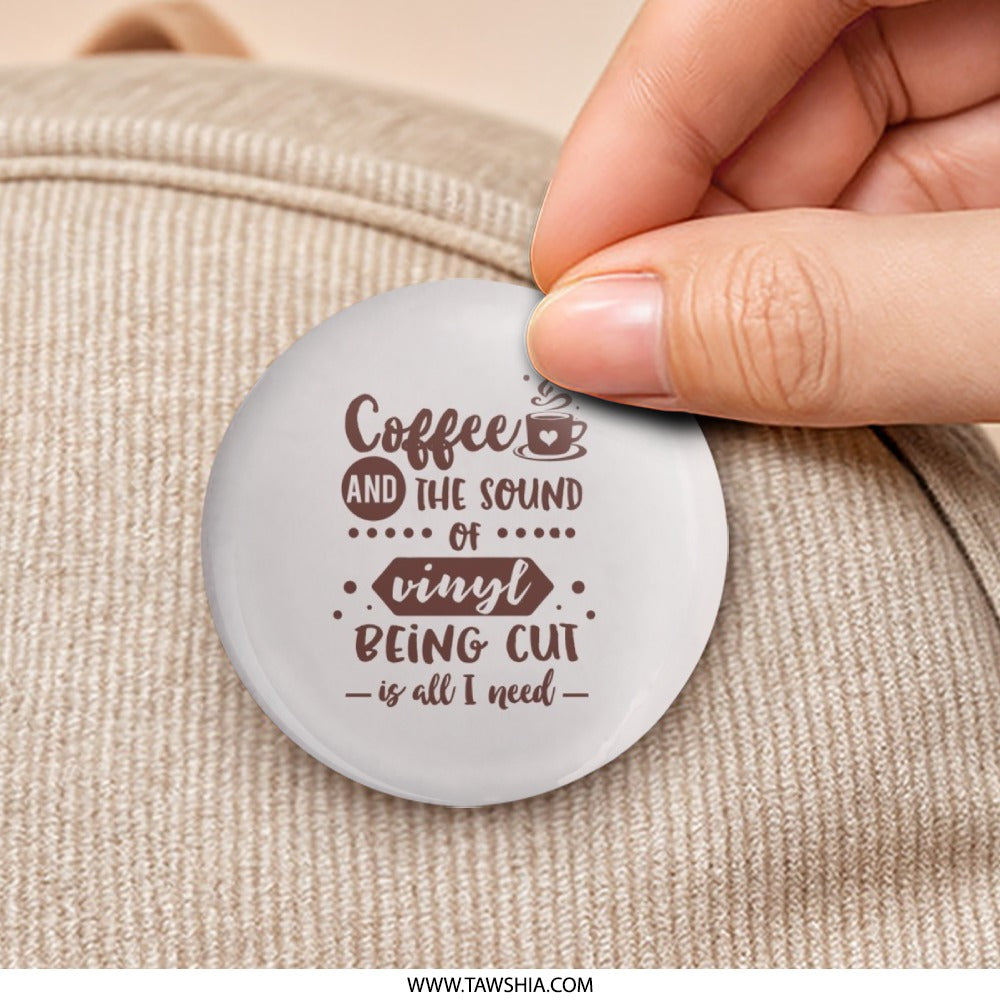 Coffee
AND THE SOUND
OF
vinyl
BEiNG CUT
– is all I need –
WWW.TAWSHIA.COM